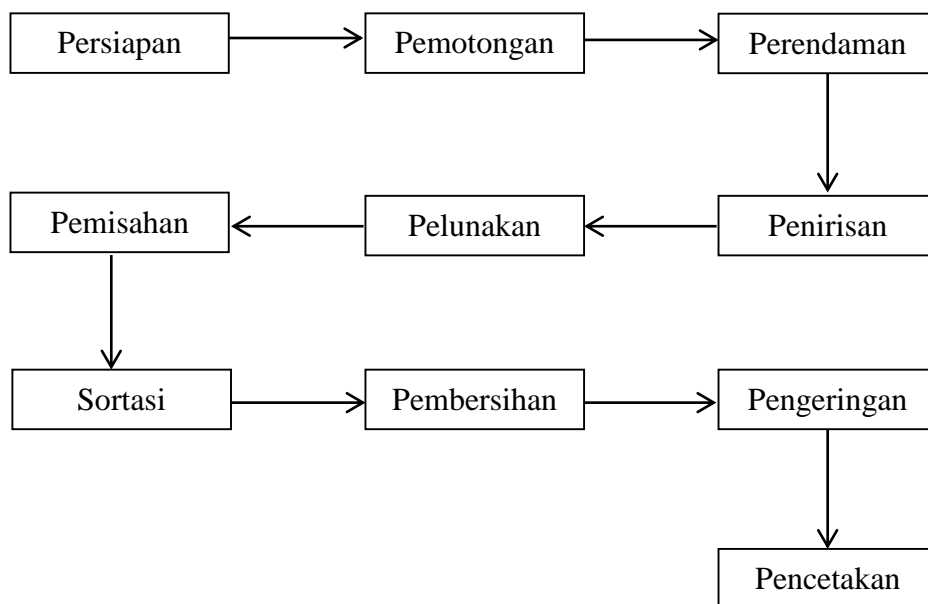 Persiapan
Pemotongan
Perendaman
Penirisan
Pelunakan
Pemisahan
Sortasi
Pembersihan
Pengeringan
Pencetakan